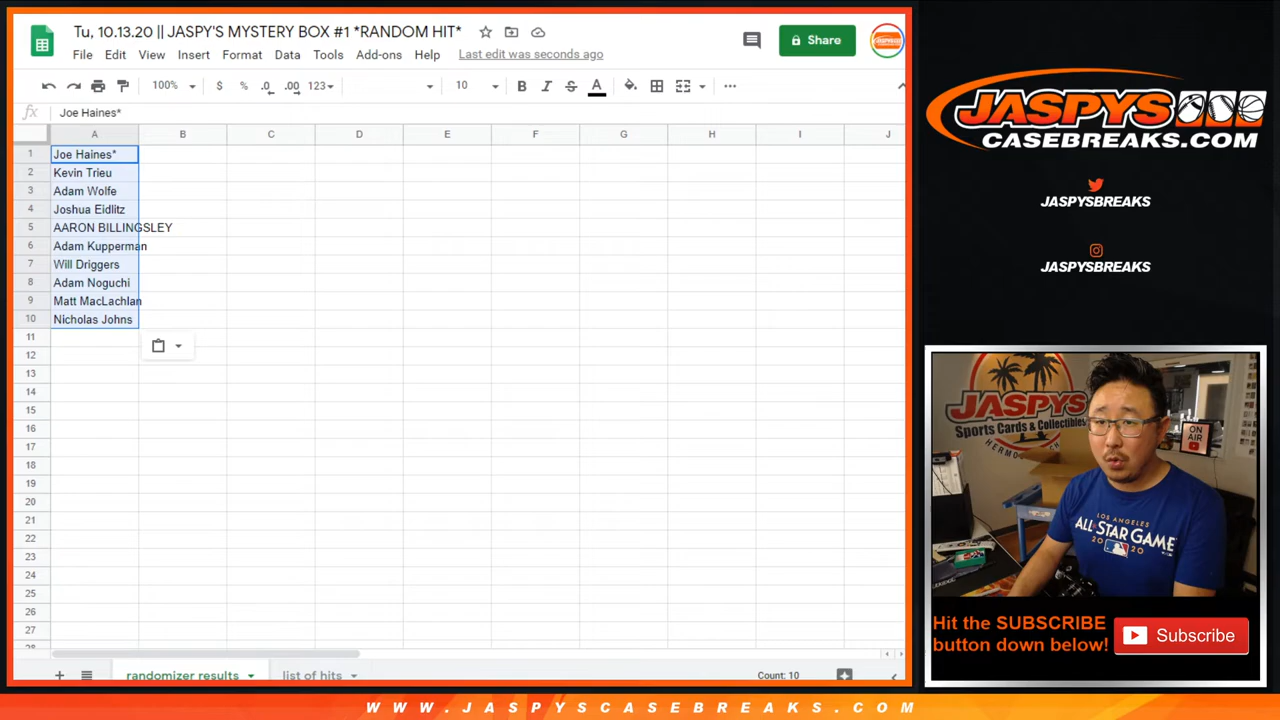 Tu, 10.13.20 || JASPY'S MYSTERY BOX #1 *RANDOM HIT*
File Edit View Insert Format Data Tools Add-ons Help Last edit was seconds ago
Share
100% $ % .0 .00 123 10 B I S A
fx Joe Haines*
A B C D E F G H I J
1 Joe Haines*
2 Kevin Trieu
3 Adam Wolfe
4 Joshua Eidlitz
5 AARON BILLINGSLEY
6 Adam Kupperman
7 Will Driggers
8 Adam Noguchi
9 Matt MacLachlan
10 Nicholas Johns
11
12
13
14
15
16
17
18
19
20
21
22
23
24
25
26
27
28
randomizer results list of hits Count: 10
JASPYS
CASEBREAKS.COM
JASPYSBREAKS
JASPYSBREAKS
JASPYS
Sports Cards & Collectibles
ON
AIR
LOS ANGELES
ALL-STAR GAME
2020
Hit the SUBSCRIBE
button down below!
Subscribe
WWW.JASPYSCASEBREAKS.COM